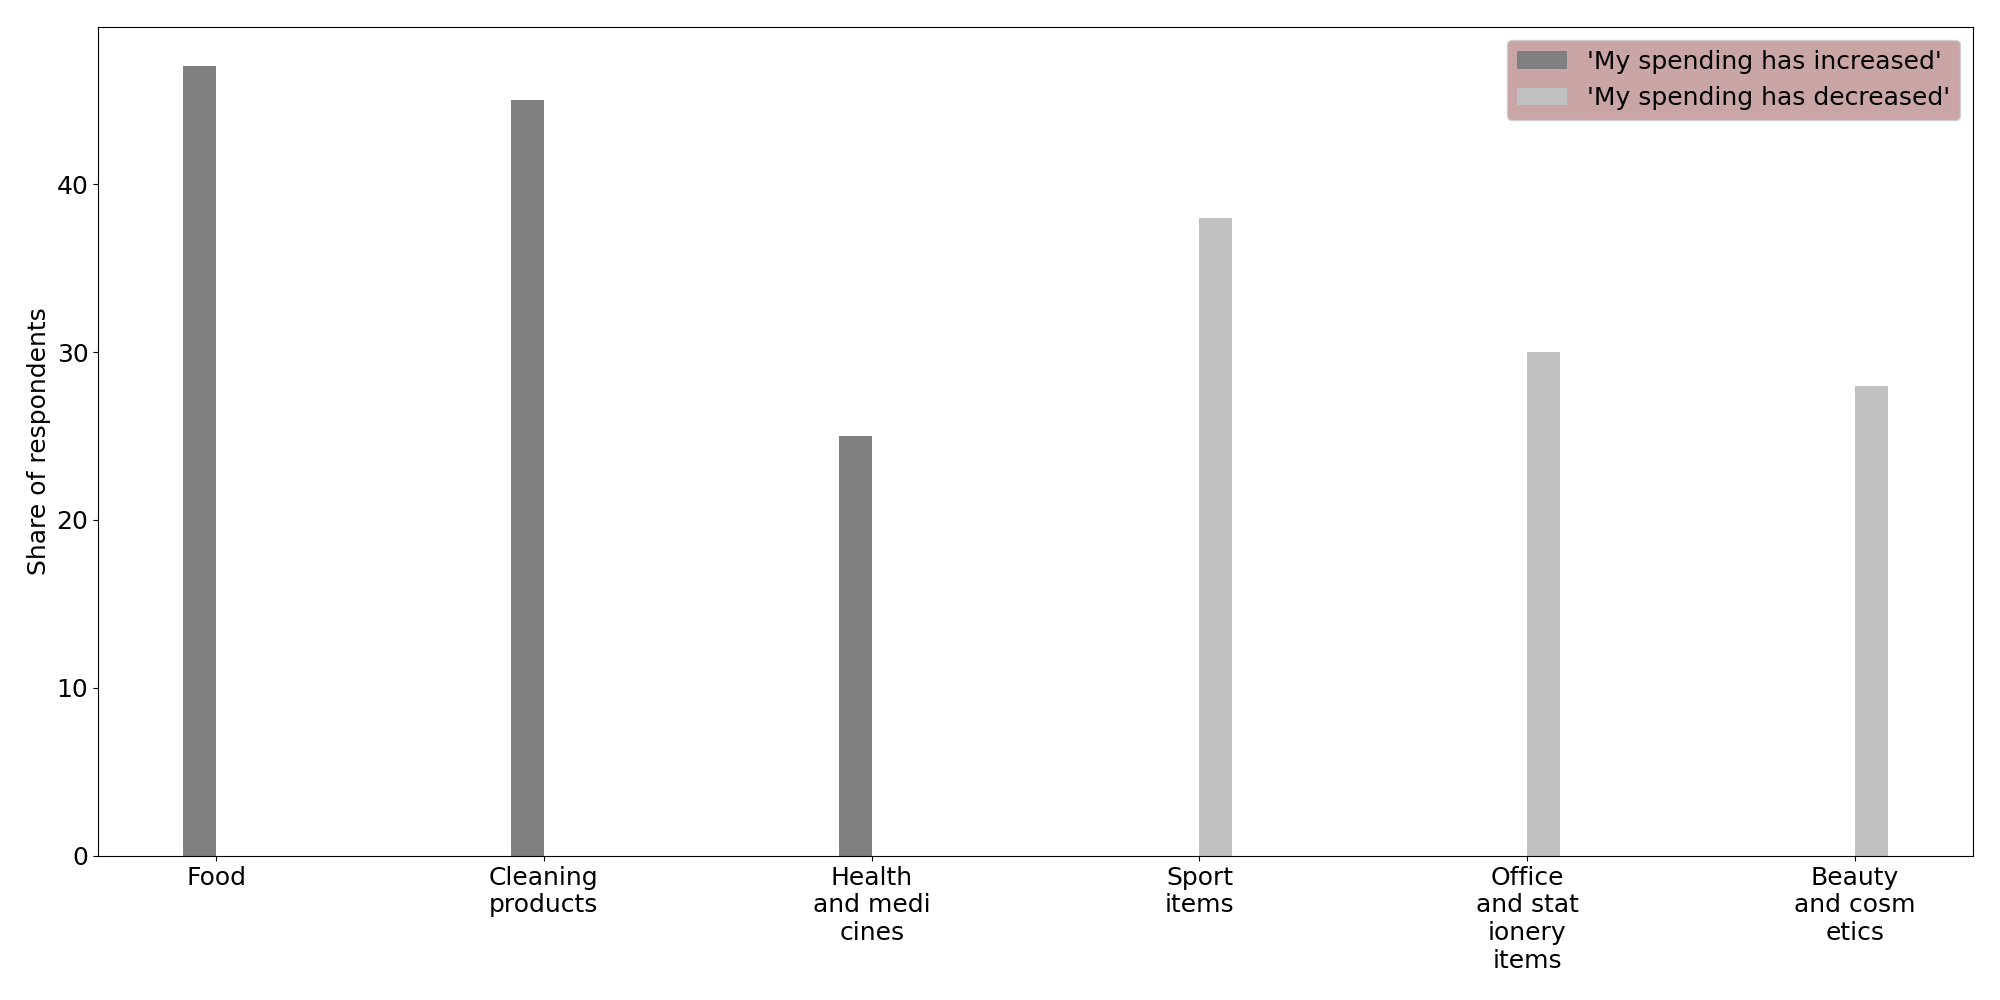 'My spending has increased'
'My spending has decreased'
Share of respondents
40
30
20
10
0
Food
Cleaning
products
Health
and medi
cines
Sport
items
Office
and stat
ionery
items
Beauty
and cosm
etics